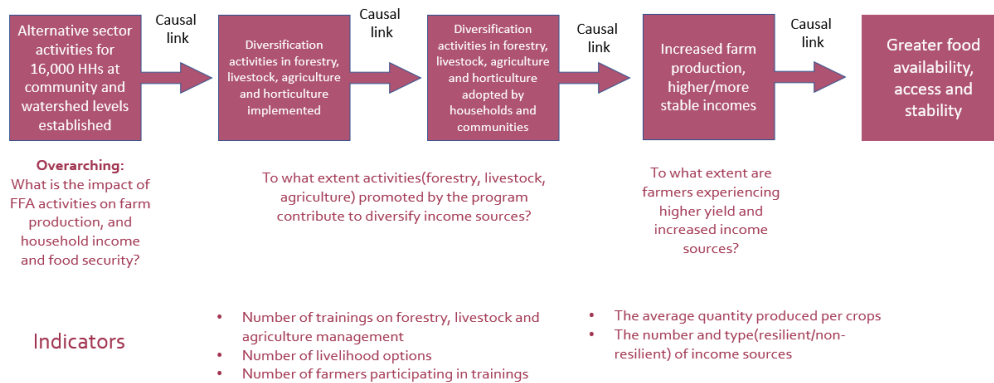 Alternative sector
activities for
16,000 HHs at
community and
watershed levels
established
Causal
link
Diversification
activities in forestry,
livestock, agriculture
and horticulture
implemented
Causal
link
Diversification
activities in forestry,
livestock, agriculture
and horticulture
adopted by
households and
communities
Causal
link
Increased farm
production,
higher/more
stable incomes
Causal
link
Greater food
availability,
access and
stability
Overarching:
What is the impact of
FFA activities on farm
production, and
household income
and food security?
To what extent activities(forestry, livestock,
agriculture) promoted by the program
contribute to diversify income sources?
To what extent are
farmers experiencing
higher yield and
increased income
sources?
Indicators
• Number of trainings on forestry, livestock and
agriculture management
• Number of livelihood options
• Number of farmers participating in trainings
• The average quantity produced per crops
• The number and type(resilient/non-
resilient) of income sources